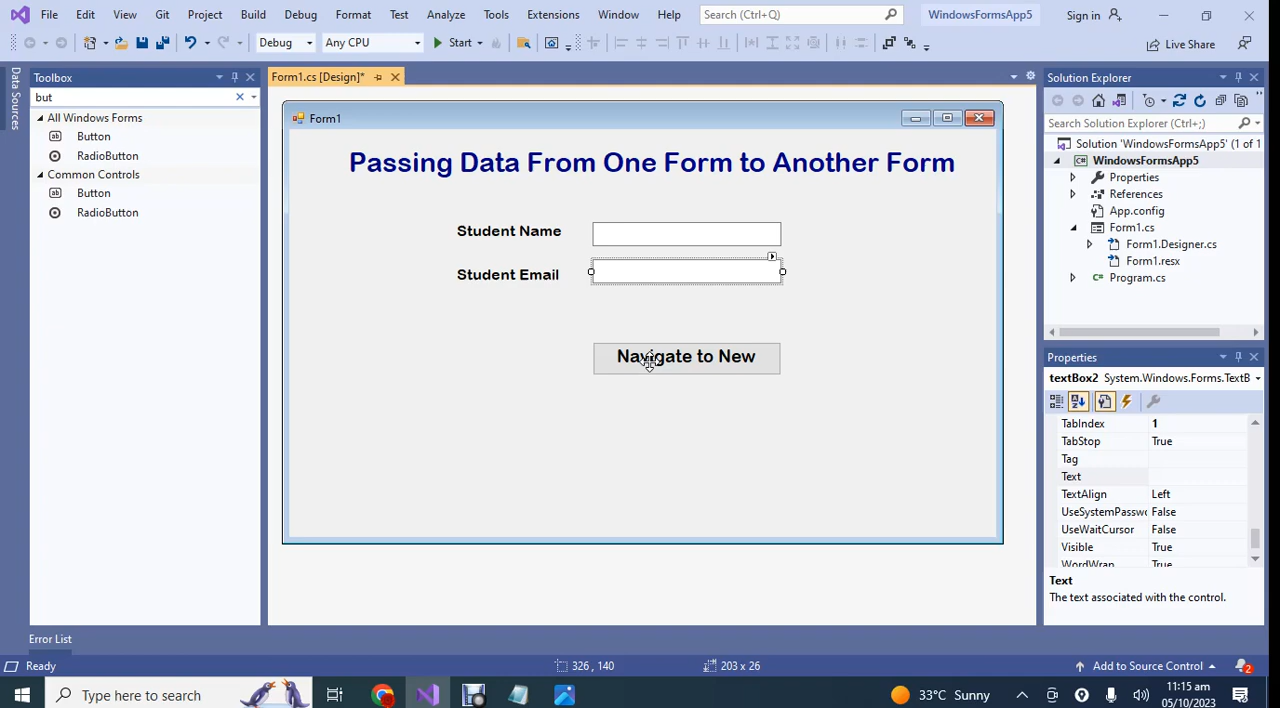 File Edit View Git Project Build Debug Format Test Analyze Tools Extensions Window Help Search (Ctrl+Q) WindowsFormsApp5 Sign in
Debug Any CPU Start Live Share
Data Sources
Toolbox
but
All Windows Forms
Button
RadioButton
Common Controls
Button
RadioButton
Form1.cs [Design]*
Form1
Passing Data From One Form to Another Form
Student Name
Student Email
Navigate to New
Solution Explorer
Search Solution Explorer (Ctrl+;)
Solution 'WindowsFormsApp5' (1 of 1
WindowsFormsApp5
Properties
References
App.config
Form1.cs
Form1.Designer.cs
Form1.resx
Program.cs
Properties
textBox2 System.Windows.Forms.TextB
TabIndex 1
TabStop True
Tag
Text
TextAlign Left
UseSystemPasswo False
UseWaitCursor False
Visible True
WordWrap True
Text
The text associated with the control.
Error List
Ready 326 , 140 203 x 26 Add to Source Control 2
Type here to search 33°C Sunny 11:15 am
05/10/2023